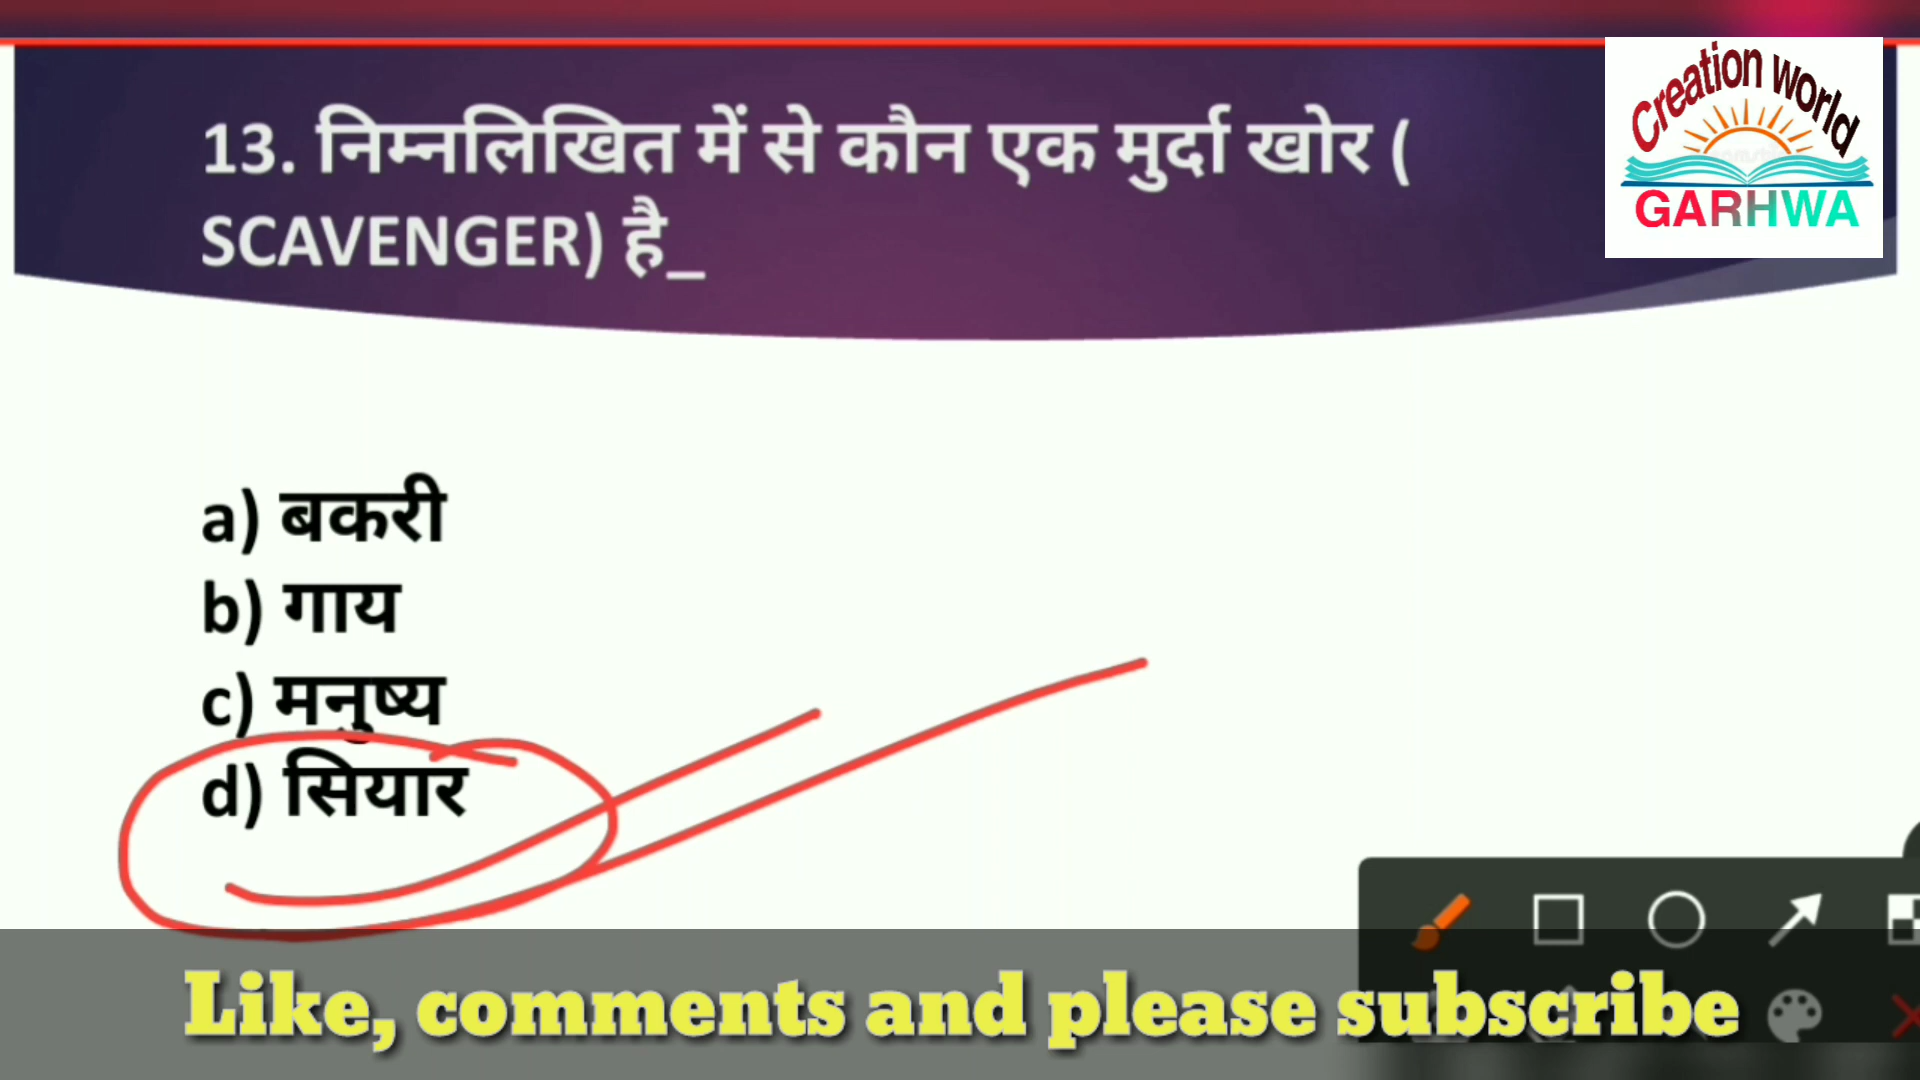 Creation world
GARHWA
13. निम्नलिखित में से कौन एक मुर्दा खोर (
SCAVENGER) है_
a) बकरी
b) गाय
c) मनुष्य
d) सियार
Like, comments and please subscribe